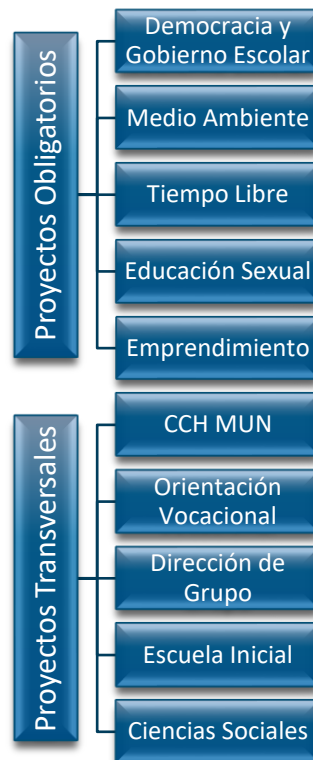 Proyectos Obligatorios
Democracia y
Gobierno Escolar
Medio Ambiente
Tiempo Libre
Educación Sexual
Emprendimiento
Proyectos Transversales
CCH MUN
Orientación
Vocacional
Dirección de
Grupo
Escuela Inicial
Ciencias Sociales